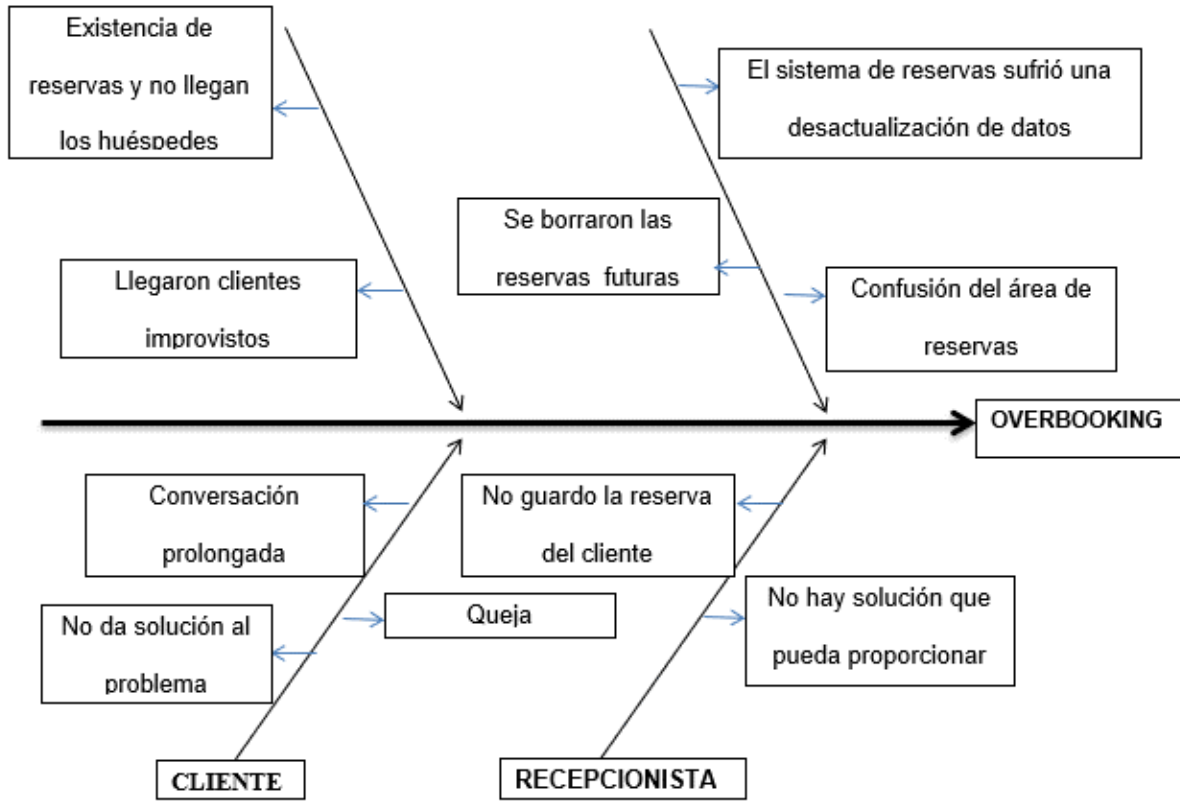 Existencia de
reservas y no llegan
los huéspedes
El sistema de reservas sufrió una
desactualización de datos
Se borraron las
reservas futuras
Llegaron clientes
improvistos
Confusión del área de
reservas
OVERBOOKING
Conversación
prolongada
No guardo la reserva
del cliente
No hay solución que
pueda proporcionar
Queja
No da solución al
problema
CLIENTE
RECEPCIONISTA